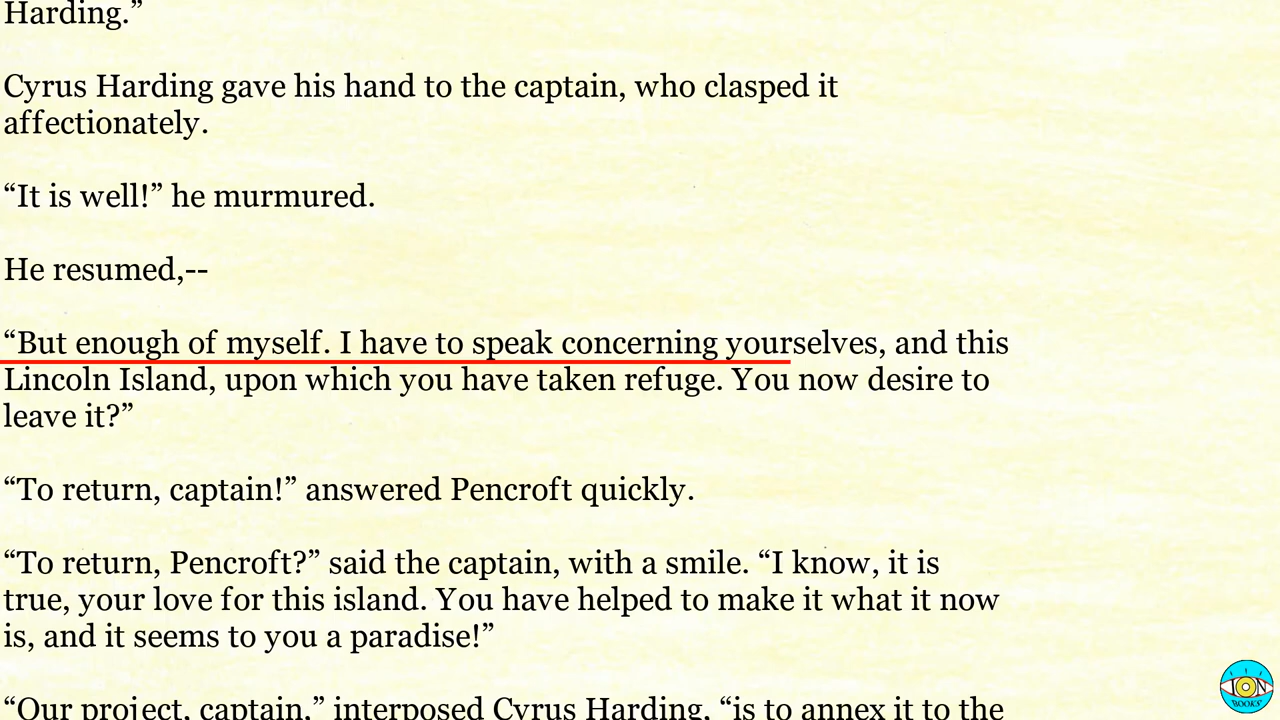 Harding.”
Cyrus Harding gave his hand to the captain, who clasped it
affectionately.
“It is well!” he murmured.
He resumed,--
“But enough of myself. I have to speak concerning yourselves, and this
Lincoln Island, upon which you have taken refuge. You now desire to
leave it?”
“To return, captain!” answered Pencroft quickly.
“To return, Pencroft?” said the captain, with a smile. “I know, it is
true, your love for this island. You have helped to make it what it now
is, and it seems to you a paradise!”
“Our project, captain,” interposed Cyrus Harding, “is to annex it to the
ION
BOOKS